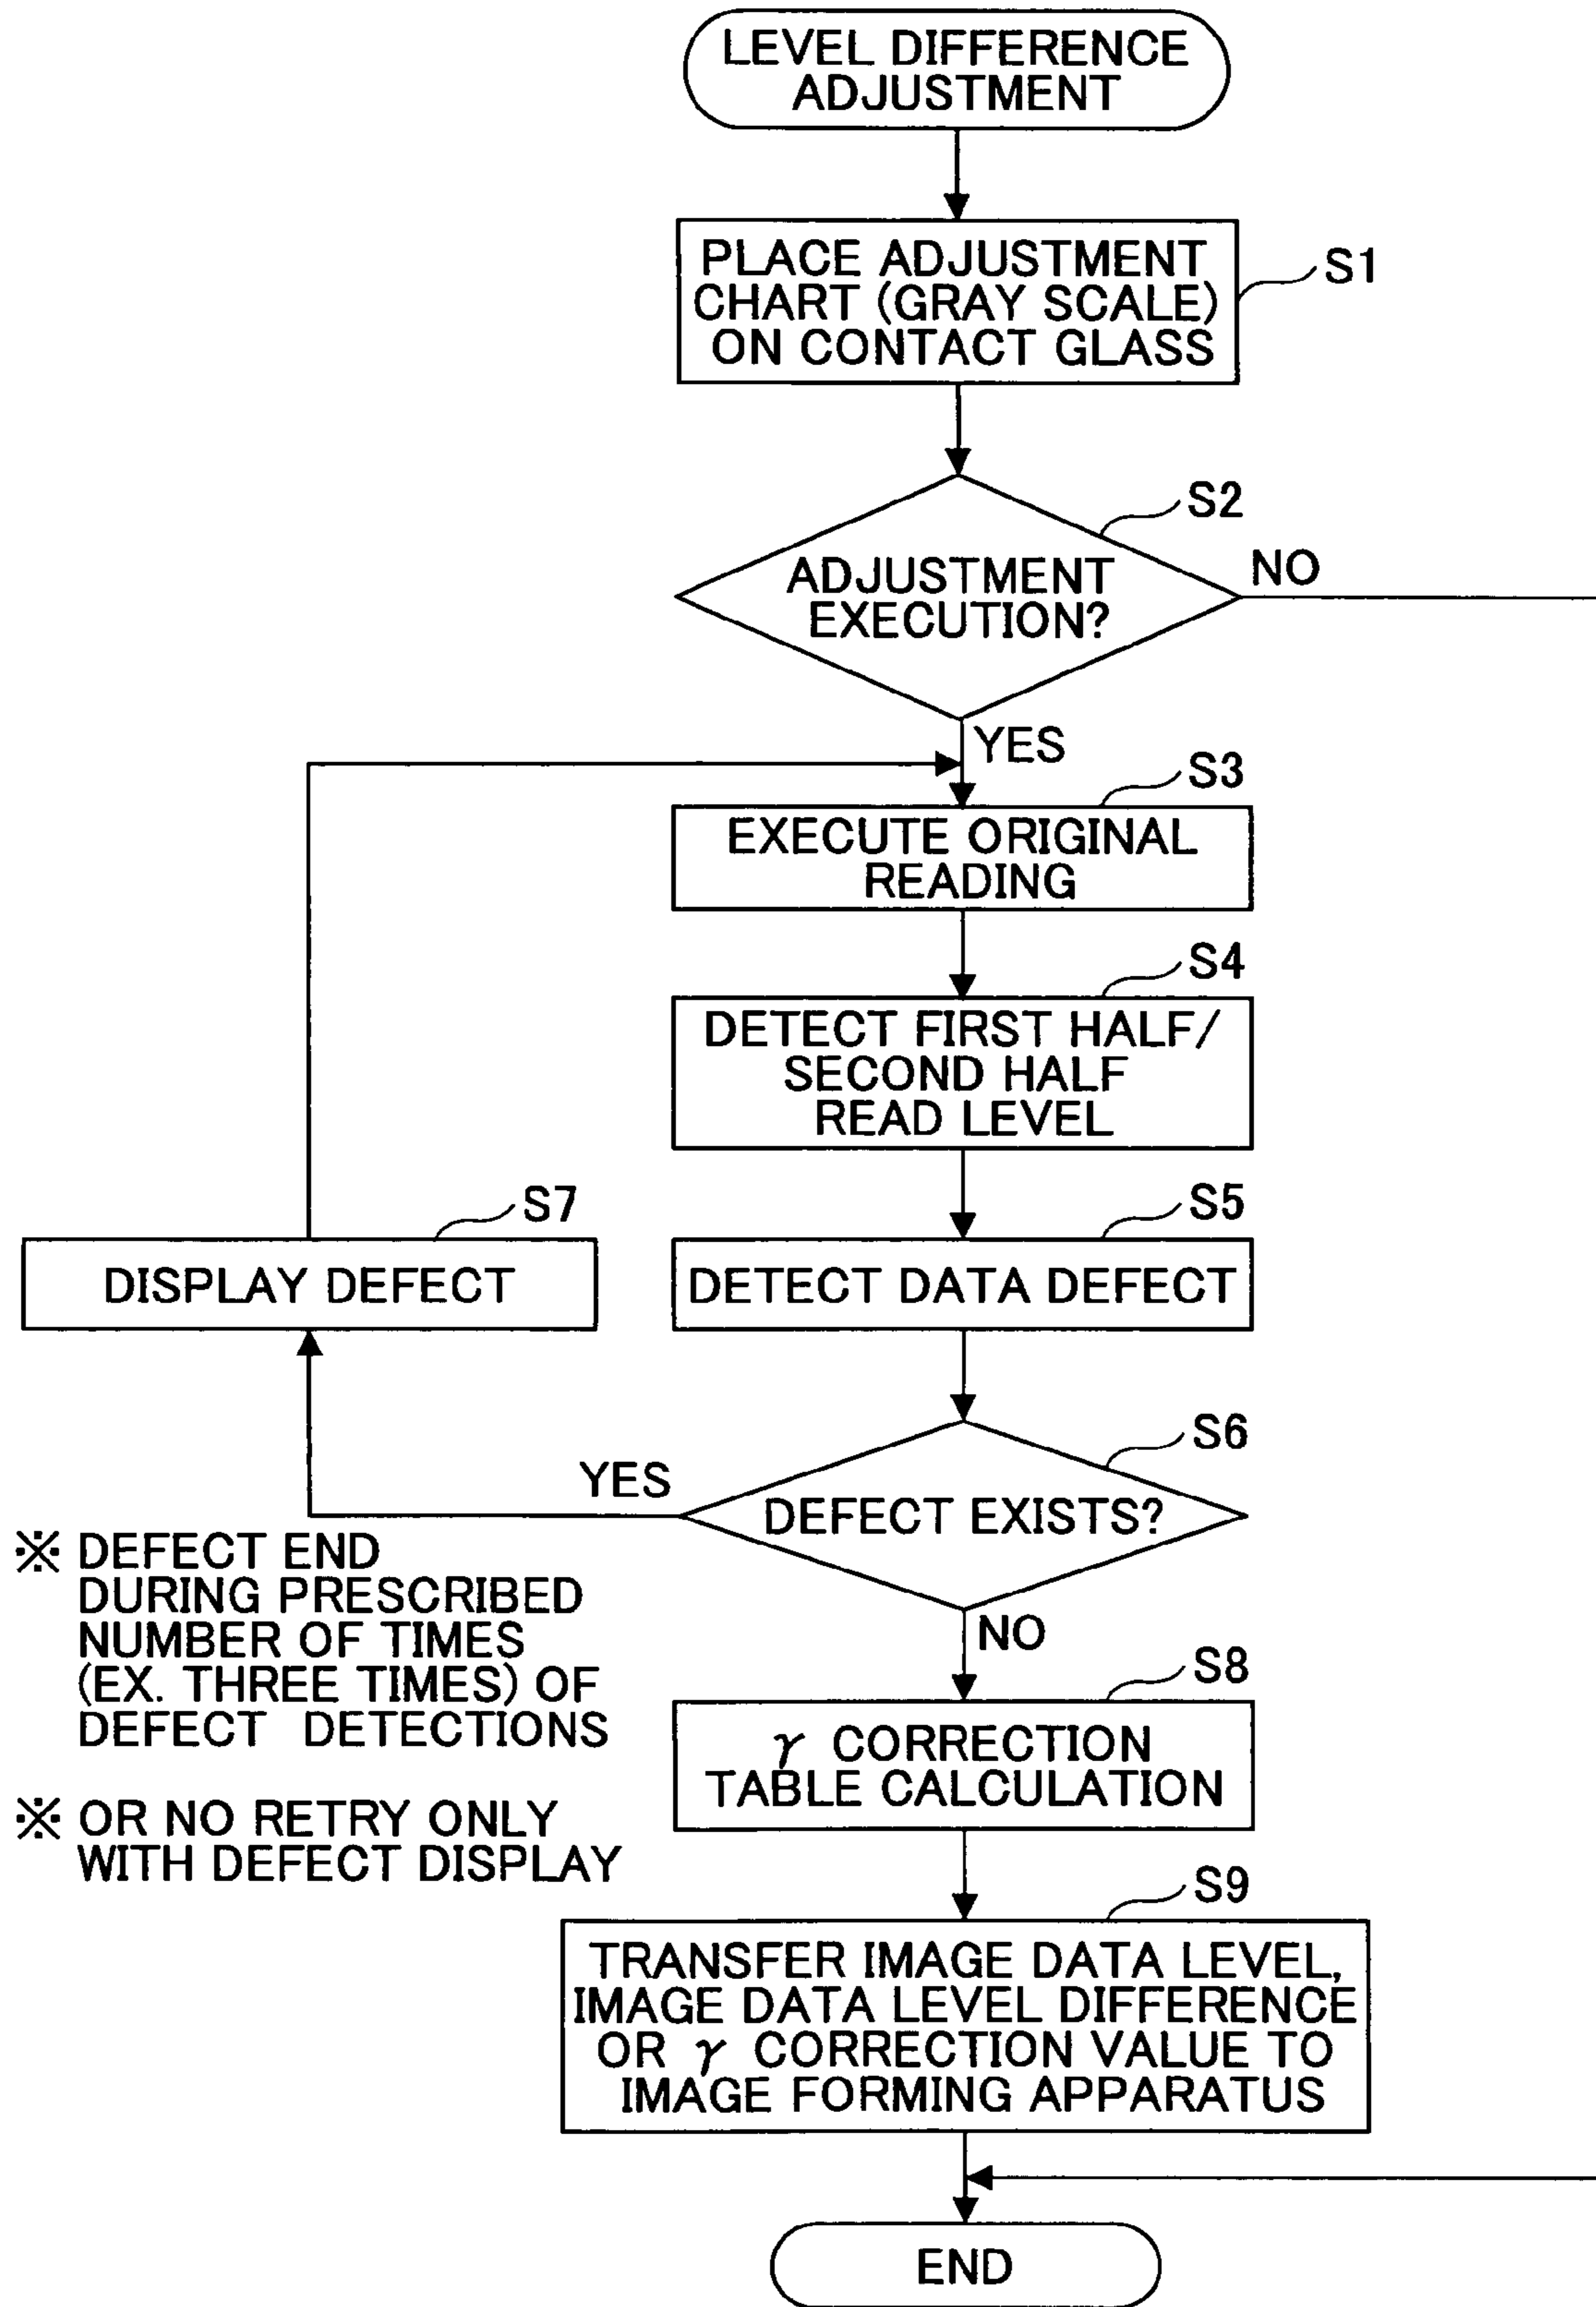 LEVEL DIFFERENCE
ADJUSTMENT
PLACE ADJUSTMENT
CHART (GRAY SCALE)
ON CONTACT GLASS
S1
S2
ADJUSTMENT
EXECUTION?
NO
YES
S3
EXECUTE ORIGINAL
READING
S4
DETECT FIRST HALF/
SECOND HALF
READ LEVEL
S7
DISPLAY DEFECT
S5
DETECT DATA DEFECT
S6
YES
DEFECT EXISTS?
※ DEFECT END
DURING PRESCRIBED
NUMBER OF TIMES
(EX. THREE TIMES) OF
DEFECT DETECTIONS
※ OR NO RETRY ONLY
WITH DEFECT DISPLAY
NO
S8
γ CORRECTION
TABLE CALCULATION
S9
TRANSFER IMAGE DATA LEVEL,
IMAGE DATA LEVEL DIFFERENCE
OR γ CORRECTION VALUE TO
IMAGE FORMING APPARATUS
END